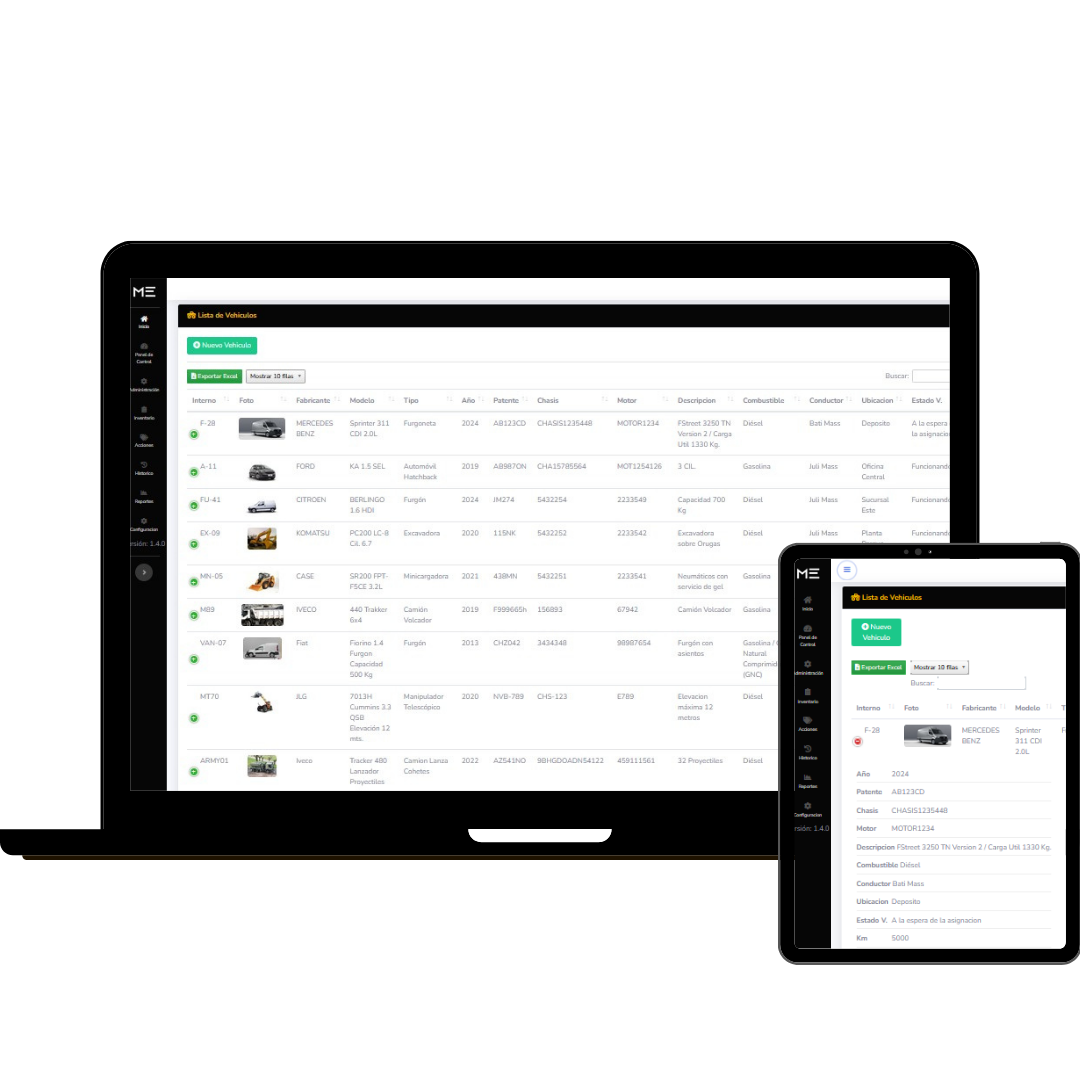 ME
Inicio
Panel de
Control
Administración
Inventario
Acciones
Histórico
Reportes
Configuracion
rsión: 1.4.0
Lista de Vehículos
Nuevo Vehículo
Exportar Excel Mostrar 10 filas
Buscar:
Interno Foto Fabricante Modelo Tipo Año Patente Chasis Motor Descripcion Combustible Conductor Ubicacion Estado V.
F-28 MERCEDES Sprinter 311 Furgoneta 2024 AB123CD CHASIS1235448 MOTOR1234 FStreet 3250 TN Diésel Bati Mass Deposito A la espera
BENZ CDI 2.0L Version 2 / Carga la asignacio
Util 1330 Kg.
A-11 FORD KA 1.5 SEL Automóvil 2019 AB987ON CHA15785564 MOT1254126 3 CIL. Gasolina Juli Mass Oficina Funcionando
Hatchback Central
FU-41 CITROEN BERLINGO Furgón 2024 JM274 5432254 2233549 Capacidad 700 Diésel Juli Mass Sucursal Funcionando
1.6 HDI Kg Este
EX-09 KOMATSU PC200 LC-8 Excavadora 2020 115NK 5432252 2233542 Excavadora Diésel Juli Mass Planta Funcionando
Cil. 6.7 sobre Orugas
MN-05 CASE SR200 FPT- Minicargadora 2021 438MN 5432251 2233541 Neumáticos con Gasolina
F5CE 3.2L servicio de gel
M89 IVECO 440 Trakker Camión 2019 F999665h 156893 67942 Camión Volcador Gasolina
6x4 Volcador
VAN-07 Fiat Fiorino 1.4 Furgón 2013 CHZ042 3434348 98987654 Furgón con Gasolina /
Furgon asientos Natural
Capacidad Comprimid
500 Kg (GNC)
MT70 JLG 7013H Manipulador 2020 NVB-789 CHS-123 E789 Elevacion Diésel
Cummins 3.3 Telescópico máxima 12
QSB metros
Elevación 12
mts.
ARMY01 Iveco Tracker 480 Camion Lanza 2022 AZ541NO 9BHGDOADN54122 459111561 32 Proyectiles Diésel
Lanzador Cohetes
Proyectiles
ME
Inicio
Panel de
Control
Administración
Inventario
Acciones
Histórico
Reportes
Configuracion
rsión: 1.4.0
Lista de Vehículos
Nuevo
Vehículo
Exportar Excel Mostrar 10 filas
Buscar:
Interno Foto Fabricante Modelo T
F-28 MERCEDES Sprinter F
BENZ 311 CDI
2.0L
Año 2024
Patente AB123CD
Chasis CHASIS1235448
Motor MOTOR1234
Descripcion FStreet 3250 TN Version 2 / Carga Util 1330 Kg.
Combustible Diésel
Conductor Bati Mass
Ubicacion Deposito
Estado V. A la espera de la asignacion
Km 5000